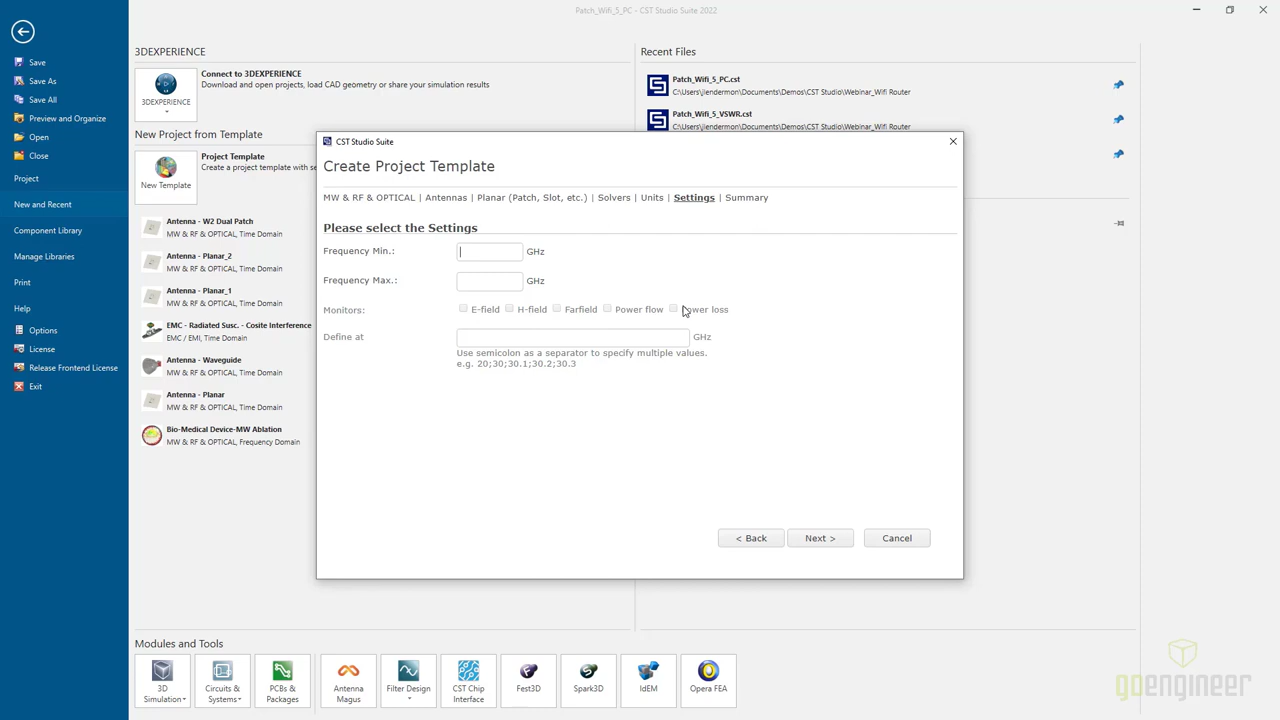 Patch_Wifi_5_PC - CST Studio Suite 2022
Save
Save As
Save All
Preview and Organize
Open
Close
Project
New and Recent
Component Library
Manage Libraries
Print
Help
Options
License
Release Frontend License
Exit
3DEXPERIENCE
3DEXPERIENCE
Connect to 3DEXPERIENCE
Download and open projects, load CAD geometry or share your simulation results
New Project from Template
New Template
Project Template
Create a project template with se
Antenna - W2 Dual Patch
MW & RF & OPTICAL, Time Domain
Antenna - Planar_2
MW & RF & OPTICAL, Time Domain
Antenna - Planar_1
MW & RF & OPTICAL, Time Domain
EMC - Radiated Susc. - Cosite Interference
EMC / EMI, Time Domain
Antenna - Waveguide
MW & RF & OPTICAL, Time Domain
Antenna - Planar
MW & RF & OPTICAL, Time Domain
Bio-Medical Device-MW Ablation
MW & RF & OPTICAL, Frequency Domain
Recent Files
Patch_Wifi_5_PC.cst
C:\Users\jlendermon\Documents\Demos\CST Studio\Webinar_Wifi Router
Patch_Wifi_5_VSWR.cst
C:\Users\jlendermon\Documents\Demos\CST Studio\Webinar_Wifi Router
CST Studio Suite
Create Project Template
MW & RF & OPTICAL | Antennas | Planar (Patch, Slot, etc.) | Solvers | Units | Settings | Summary
Please select the Settings
Frequency Min.: GHz
Frequency Max.: GHz
Monitors: E-field H-field Farfield Power flow Power loss
Define at GHz
Use semicolon as a separator to specify multiple values.
e.g. 20;30;30.1;30.2;30.3
< Back Next > Cancel
Modules and Tools
3D Simulation
Circuits & Systems
PCBs & Packages
Antenna Magus
Filter Design
CST Chip Interface
Fest3D
Spark3D
IdEM
Opera FEA
goengineer